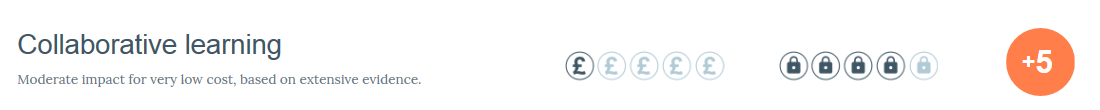 Collaborative learning
Moderate impact for very low cost, based on extensive evidence.
£ £ £ £ £
+5